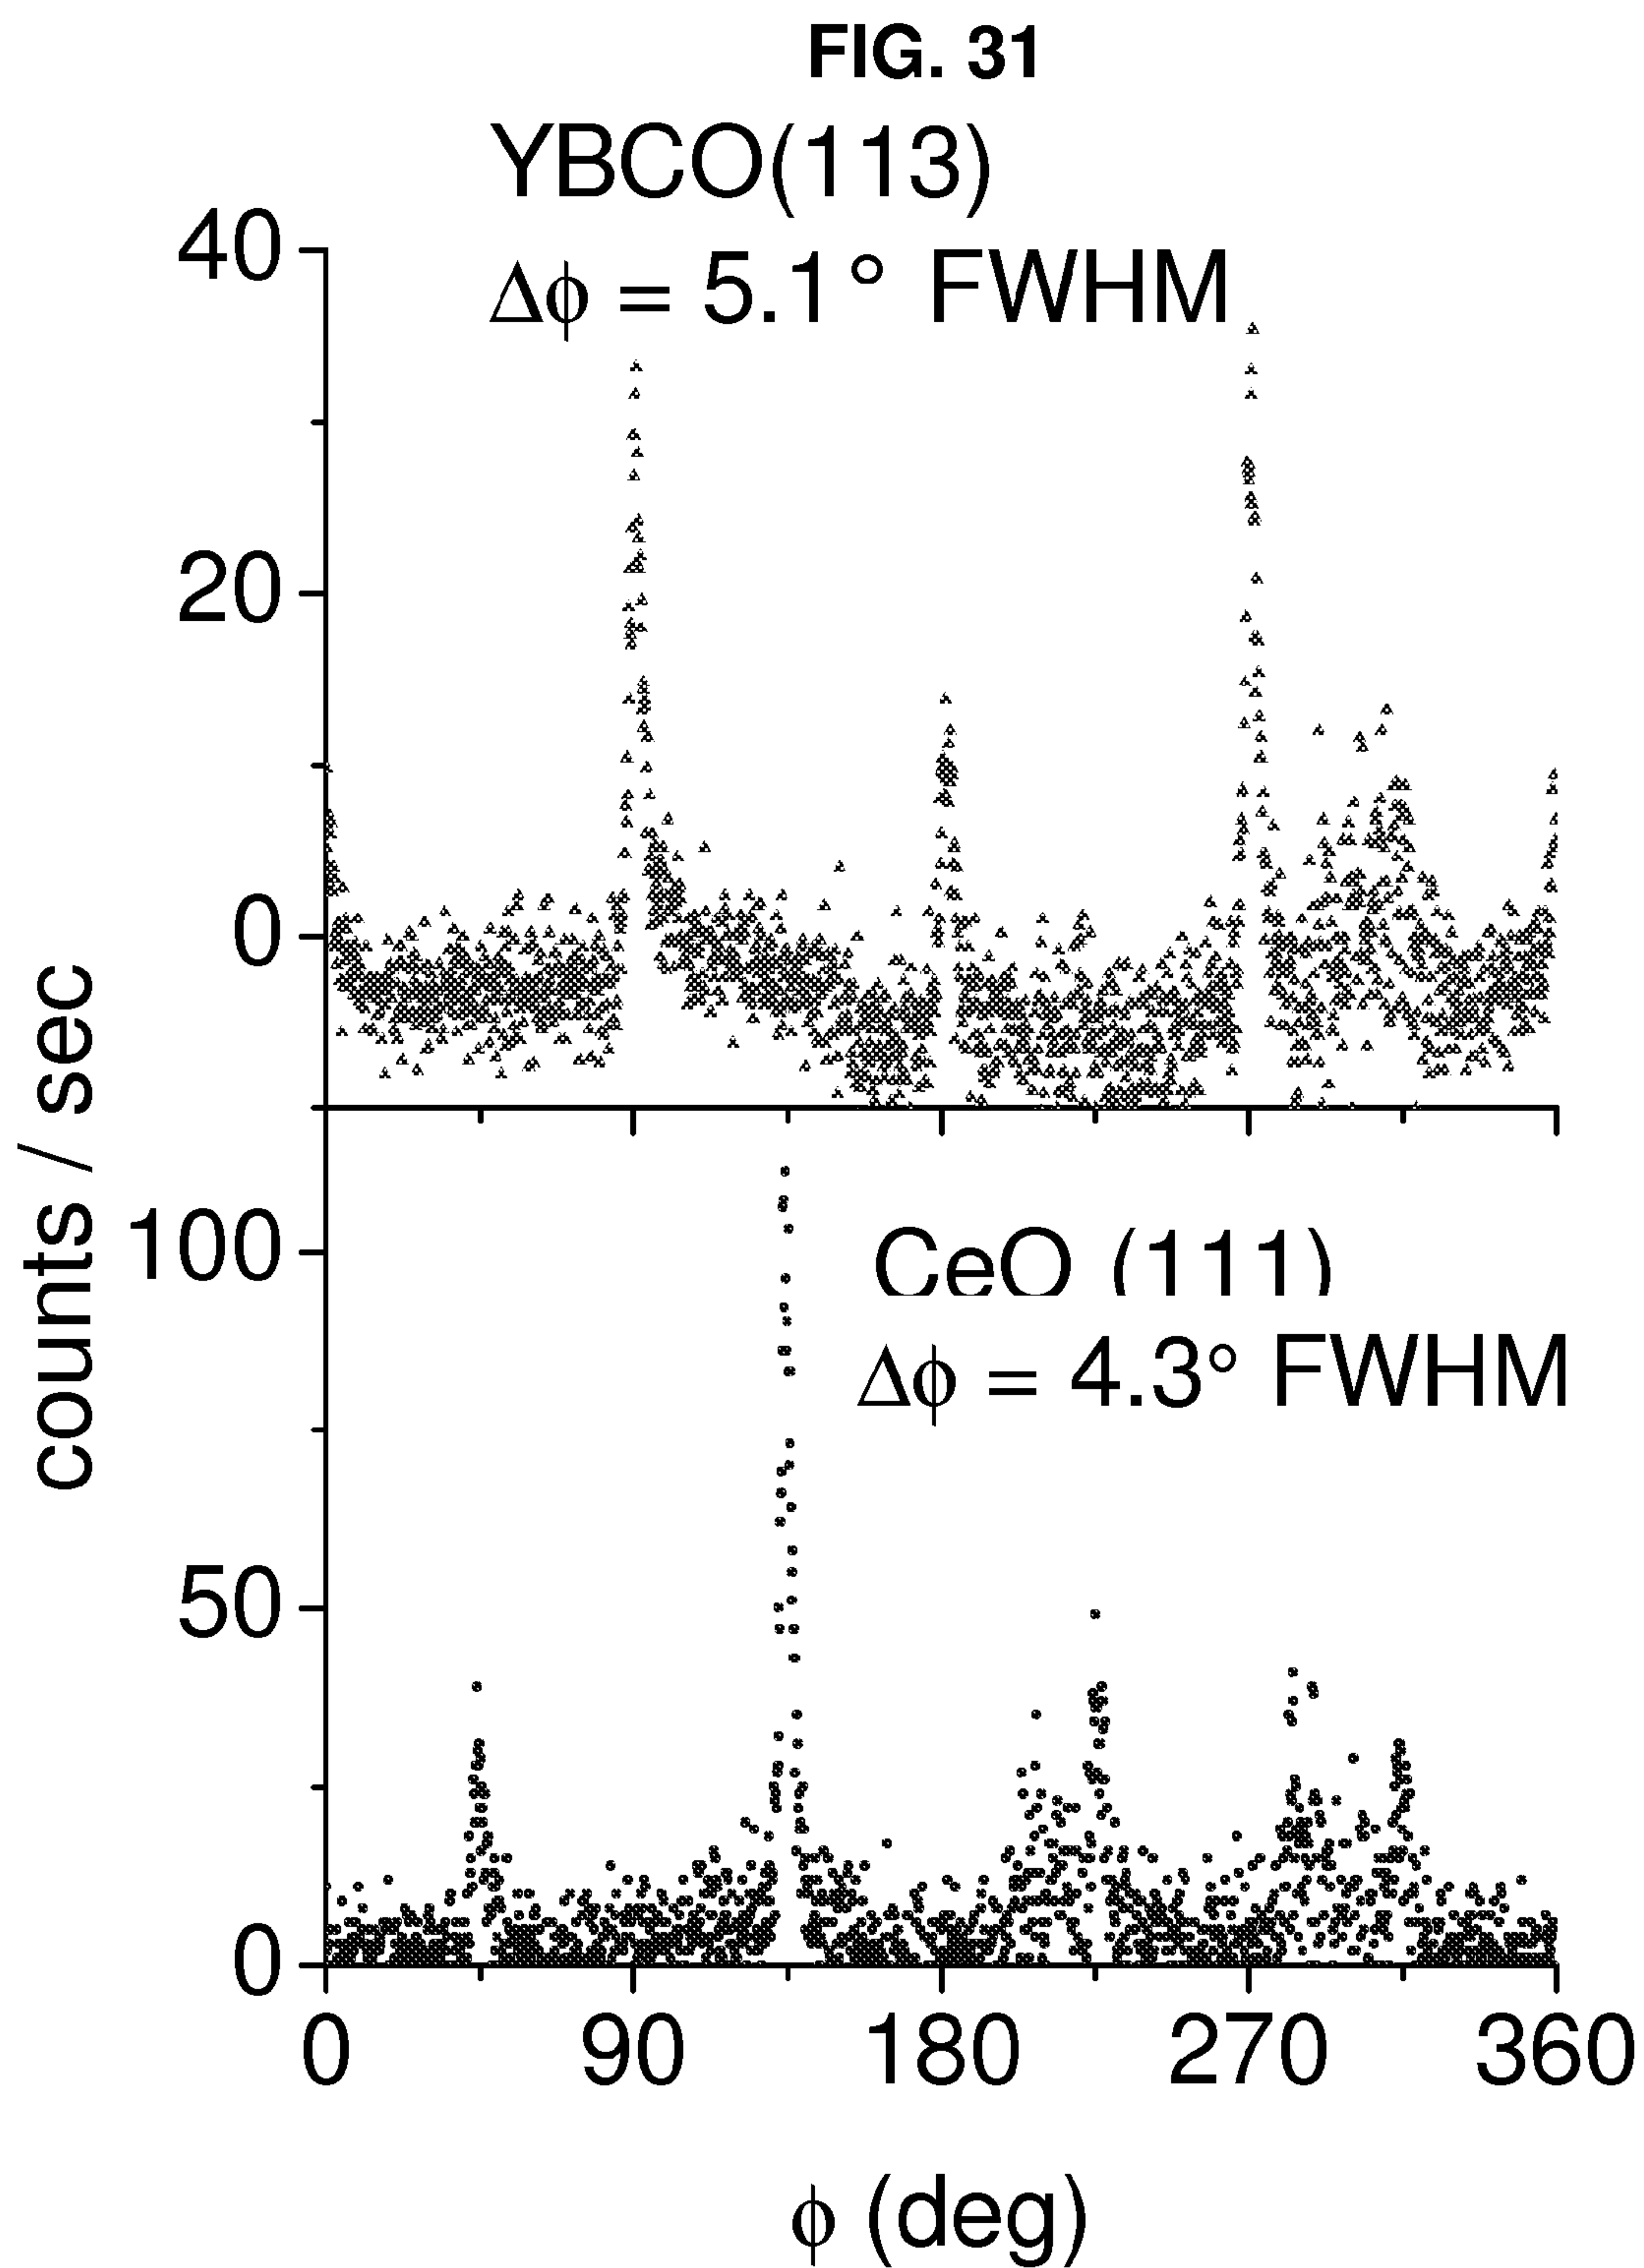 FIG. 31
YBCO(113)
Δϕ = 5.1° FWHM
40
20
0
counts / sec
100
50
0
CeO (111)
Δϕ = 4.3° FWHM
0 90 180 270 360
ϕ (deg)